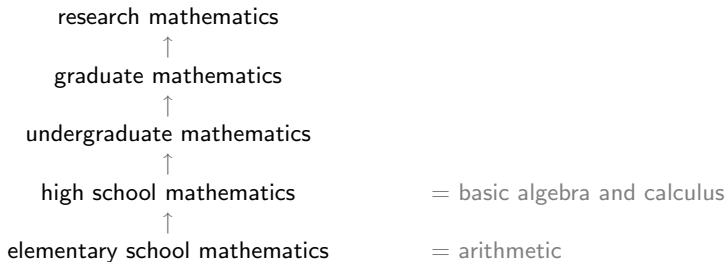 research mathematics
↑
graduate mathematics
↑
undergraduate mathematics
↑
high school mathematics = basic algebra and calculus
↑
elementary school mathematics = arithmetic